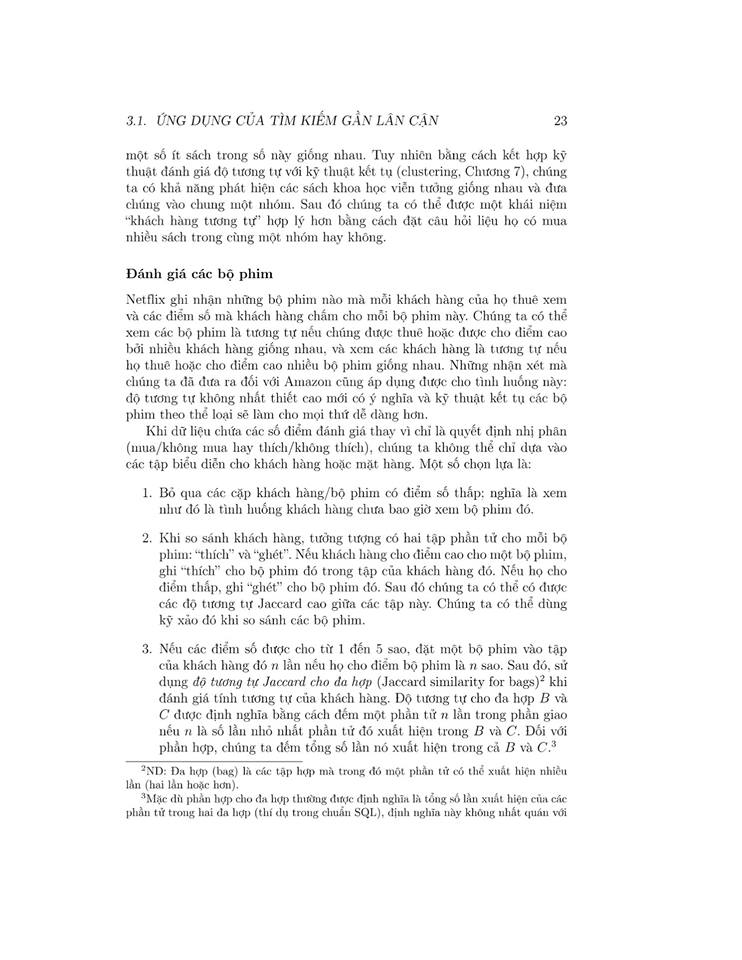 3.1. ỨNG DỤNG CỦA TÌM KIẾM GẦN LÂN CẬN 23
một số ít sách trong số này giống nhau. Tuy nhiên bằng cách kết hợp kỹ
thuật đánh giá độ tương tự với kỹ thuật kết tụ (clustering, Chương 7), chúng
ta có khả năng phát hiện các sách khoa học viễn tưởng giống nhau và đưa
chúng vào chung một nhóm. Sau đó chúng ta có thể được một khái niệm
“khách hàng tương tự” hợp lý hơn bằng cách đặt câu hỏi liệu họ có mua
nhiều sách trong cùng một nhóm hay không.
Đánh giá các bộ phim
Netflix ghi nhận những bộ phim nào mà mỗi khách hàng của họ thuê xem
và các điểm số mà khách hàng chấm cho mỗi bộ phim này. Chúng ta có thể
xem các bộ phim là tương tự nếu chúng được thuê hoặc được cho điểm cao
bởi nhiều khách hàng giống nhau, và xem các khách hàng là tương tự nếu
họ thuê hoặc cho điểm cao nhiều bộ phim giống nhau. Những nhận xét mà
chúng ta đã đưa ra đối với Amazon cũng áp dụng được cho tình huống này:
độ tương tự không nhất thiết cao mới có ý nghĩa và kỹ thuật kết tụ các bộ
phim theo thể loại sẽ làm cho mọi thứ dễ dàng hơn.
Khi dữ liệu chứa các số điểm đánh giá thay vì chỉ là quyết định nhị phân
(mua/không mua hay thích/không thích), chúng ta không thể chỉ dựa vào
các tập biểu diễn cho khách hàng hoặc mặt hàng. Một số chọn lựa là:
1. Bỏ qua các cặp khách hàng/bộ phim có điểm số thấp: nghĩa là xem
như đó là tình huống khách hàng chưa bao giờ xem bộ phim đó.
2. Khi so sánh khách hàng, tưởng tượng có hai tập phần tử cho mỗi bộ
phim: “thích” và “ghét”. Nếu khách hàng cho điểm cao cho một bộ phim,
ghi “thích” cho bộ phim đó trong tập của khách hàng đó. Nếu họ cho
điểm thấp, ghi “ghét” cho bộ phim đó. Sau đó chúng ta có thể có được
các độ tương tự Jaccard cao giữa các tập này. Chúng ta có thể dùng
kỹ xảo đó khi so sánh các bộ phim.
3. Nếu các điểm số được cho từ 1 đến 5 sao, đặt một bộ phim vào tập
của khách hàng đó n lần nếu họ cho điểm bộ phim là n sao. Sau đó, sử
dụng độ tương tự Jaccard cho đa hợp (Jaccard similarity for bags)² khi
đánh giá tính tương tự của khách hàng. Độ tương tự cho đa hợp B và
C được định nghĩa bằng cách đếm một phần tử n lần trong phần giao
nếu n là số lần nhỏ nhất phần tử đó xuất hiện trong B và C. Đối với
phần hợp, chúng ta đếm tổng số lần nó xuất hiện trong cả B và C.³
²ND: Đa hợp (bag) là các tập hợp mà trong đó một phần tử có thể xuất hiện nhiều
lần (hai lần hoặc hơn).
³Mặc dù phần hợp cho đa hợp thường được định nghĩa là tổng số lần xuất hiện của các
phần tử trong hai đa hợp (thí dụ trong chuẩn SQL), định nghĩa này không nhất quán với